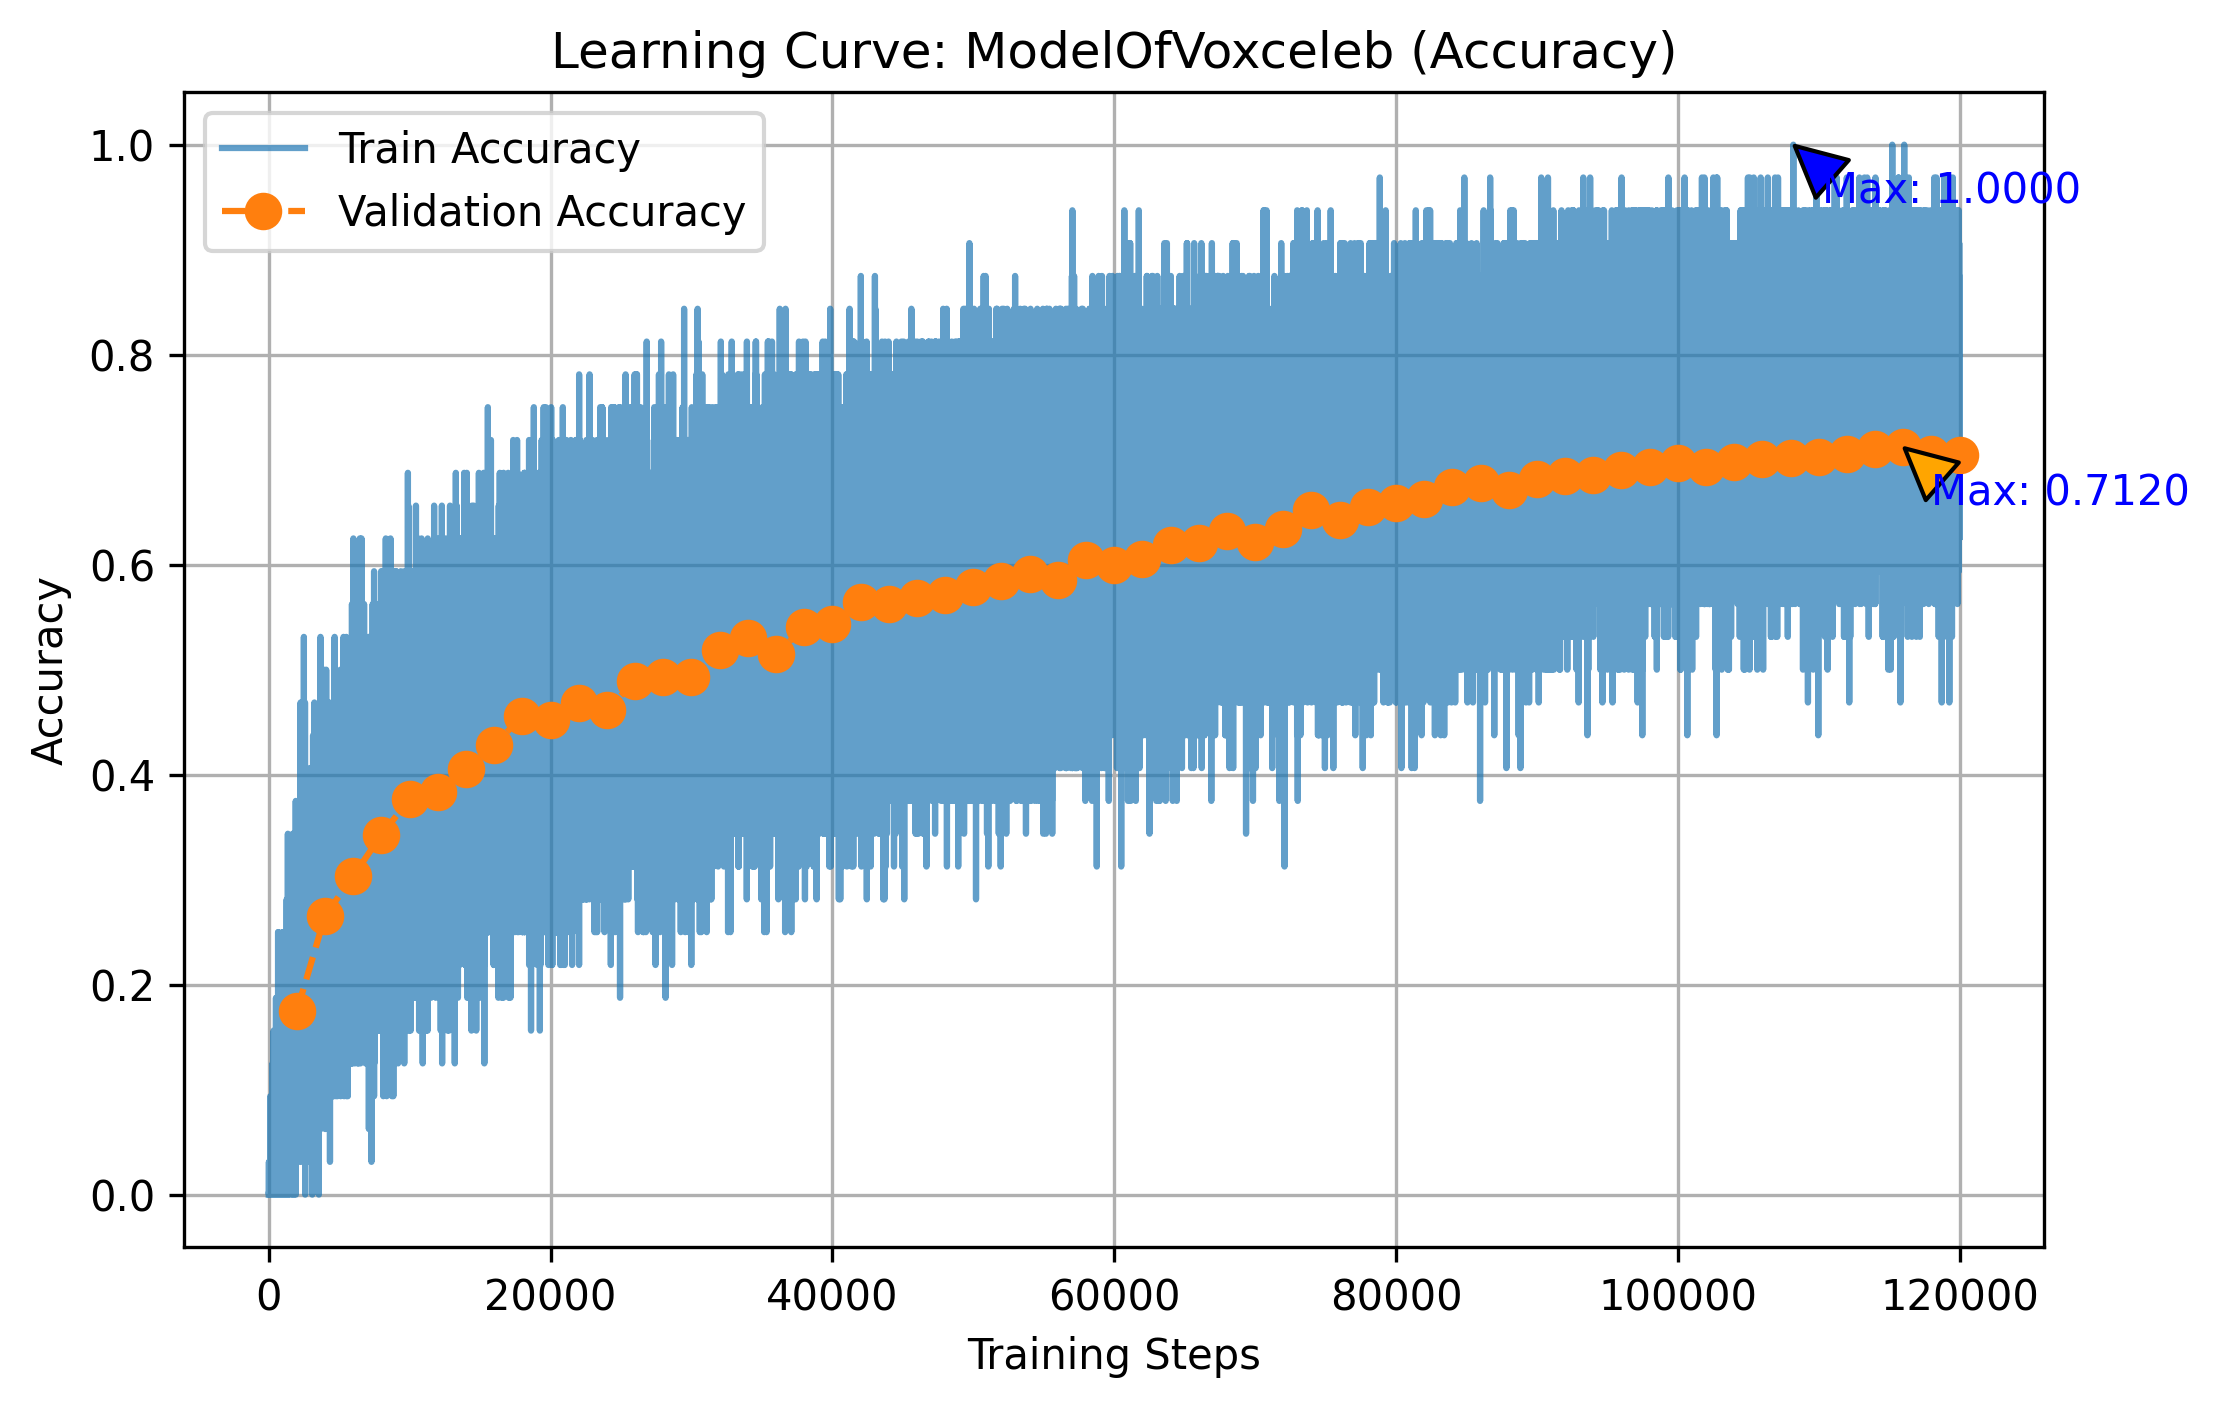 Learning Curve: ModelOfVoxceleb (Accuracy)
Train Accuracy
Validation Accuracy
Max: 1.0000
Max: 0.7120
Accuracy
1.0
0.8
0.6
0.4
0.2
0.0
0 20000 40000 60000 80000 100000 120000
Training Steps